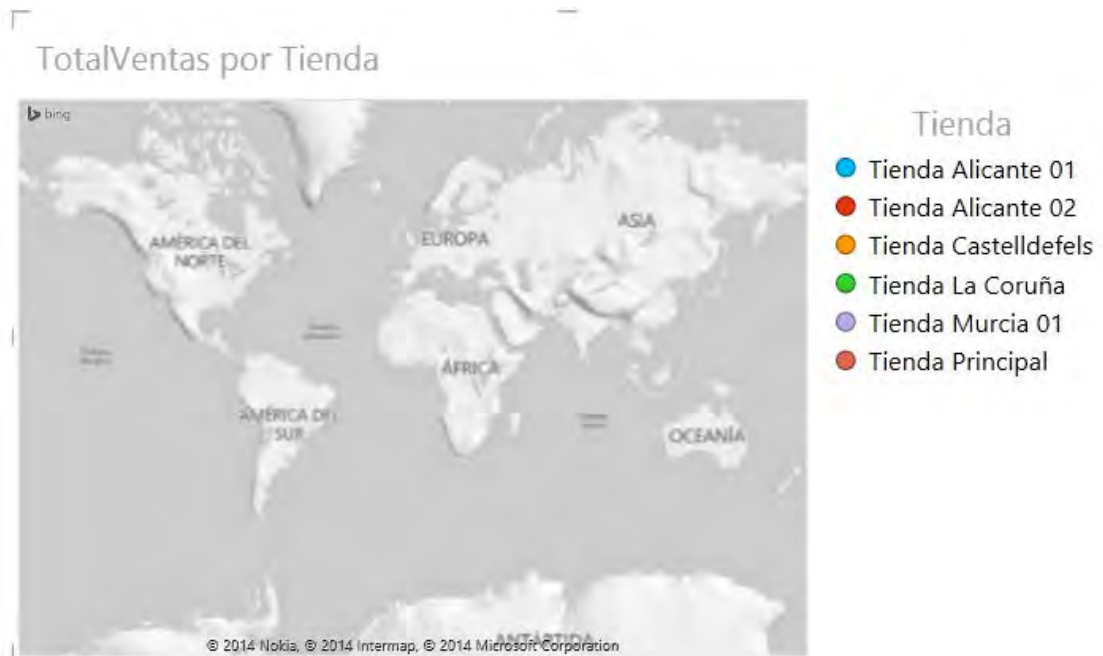 TotalVentas por Tienda
bing
Tienda
Tienda Alicante 01
Tienda Alicante 02
Tienda Castelldefels
Tienda La Coruña
Tienda Murcia 01
Tienda Principal
AMÉRICA DEL
NORTE
EUROPA
ASIA
ÁFRICA
AMÉRICA DEL
SUR
OCEANÍA
ANTÁRTIDA
© 2014 Nokia, © 2014 Intermap, © 2014 Microsoft Corporation